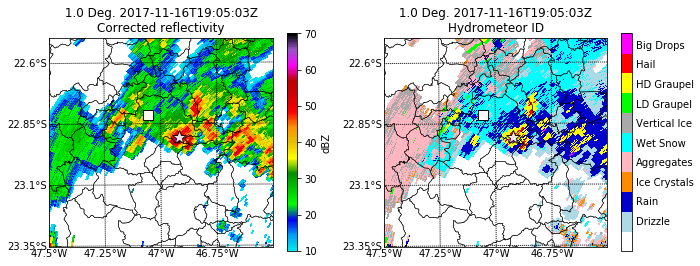 1.0 Deg. 2017-11-16T19:05:03Z
Corrected reflectivity
22.6°S
22.85°S
23.1°S
23.35°S
47.5°W
47.25°W
47°W
46.75°W
70
60
50
40
30
20
10
dBZ
1.0 Deg. 2017-11-16T19:05:03Z
Hydrometeor ID
22.6°S
22.85°S
23.1°S
23.35°S
47.5°W
47.25°W
47°W
46.75°W
Big Drops
Hail
HD Graupel
LD Graupel
Vertical Ice
Wet Snow
Aggregates
Ice Crystals
Rain
Drizzle